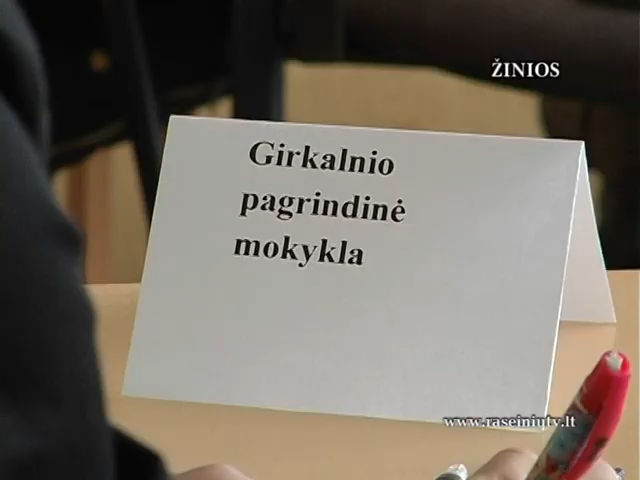 ŽINIOS
Girkalnio
pagrindinė
mokykla
www.raseiniutv.lt